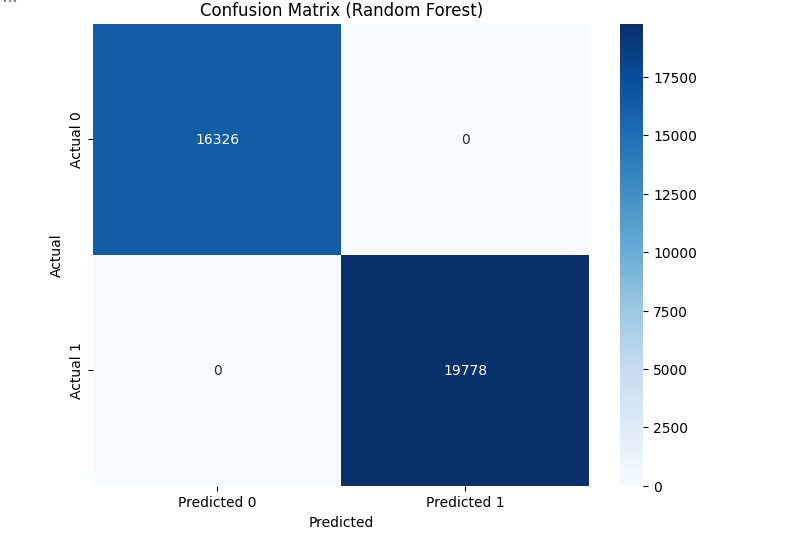 Confusion Matrix (Random Forest)
Actual 0
16326
0
Actual
Actual 1
0
19778
Predicted 0
Predicted 1
Predicted
17500
15000
12500
10000
7500
5000
2500
0